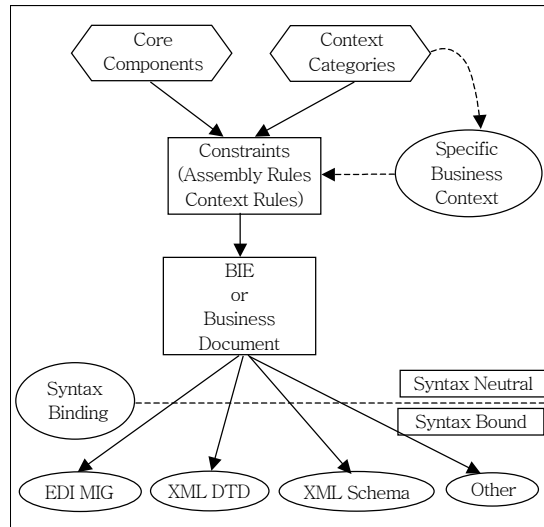 Core
Components
Context
Categories
Constraints
(Assembly Rules
Context Rules)
Specific
Business
Context
BIE
or
Business
Document
Syntax
Binding
Syntax Neutral
Syntax Bound
EDI MIG
XML DTD
XML Schema
Other